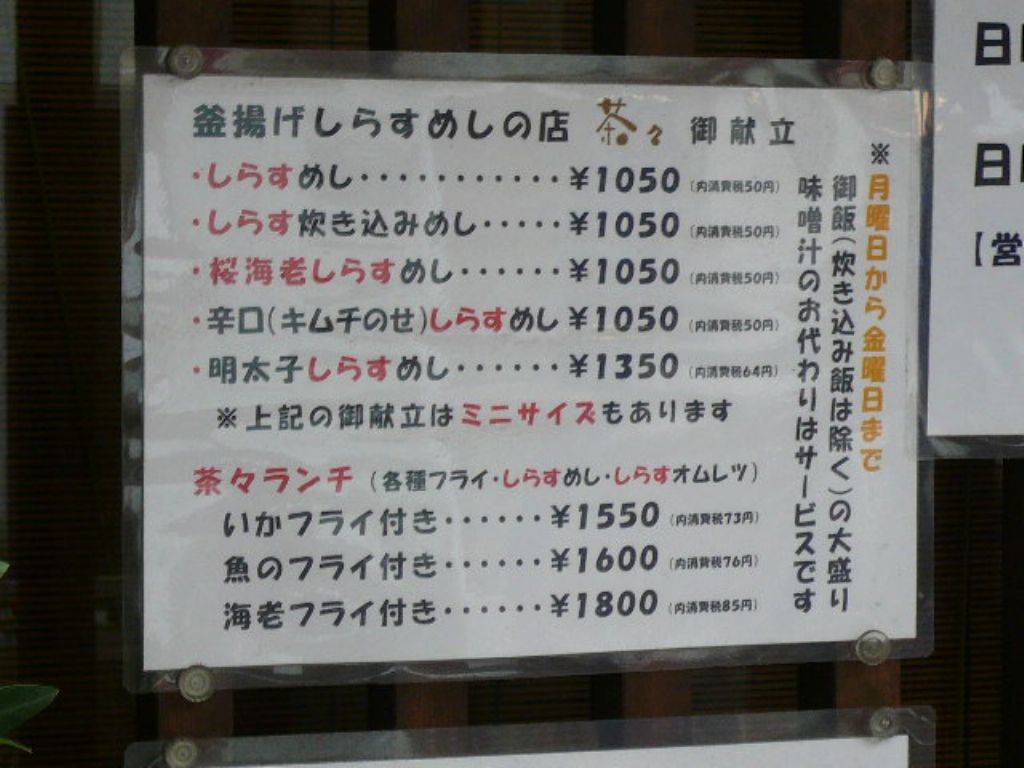 釜揚げしらすめしの店 茶々 御献立
・しらすめし・・・・・・・・・・・¥1050(内消費税50円)
・しらす炊き込みめし・・・・・¥1050(内消費税50円)
・桜海老しらすめし・・・・・・¥1050(内消費税50円)
・辛口(キムチのせ)しらすめし¥1050(内消費税50円)
・明太子しらすめし・・・・・・¥1350(内消費税64円)
※上記の御献立はミニサイズもあります
茶々ランチ(各種フライ・しらすめし・しらすオムレツ)
いかフライ付き・・・・・・¥1550(内消費税73円)
魚のフライ付き・・・・・・¥1600(内消費税76円)
海老フライ付き・・・・・・¥1800(内消費税85円)
※月曜日から金曜日まで
御飯(炊き込み飯は除く)の大盛り
味噌汁のお代わりはサービスです
日
日
【営